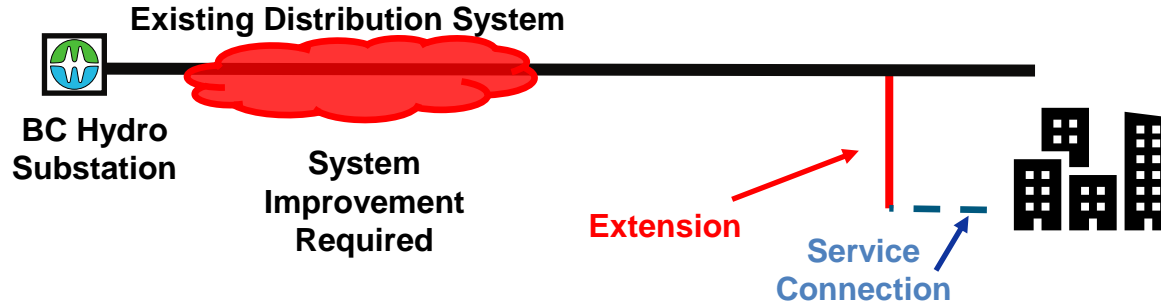 Existing Distribution System
BC Hydro
Substation
System
Improvement
Required
Extension
Service
Connection